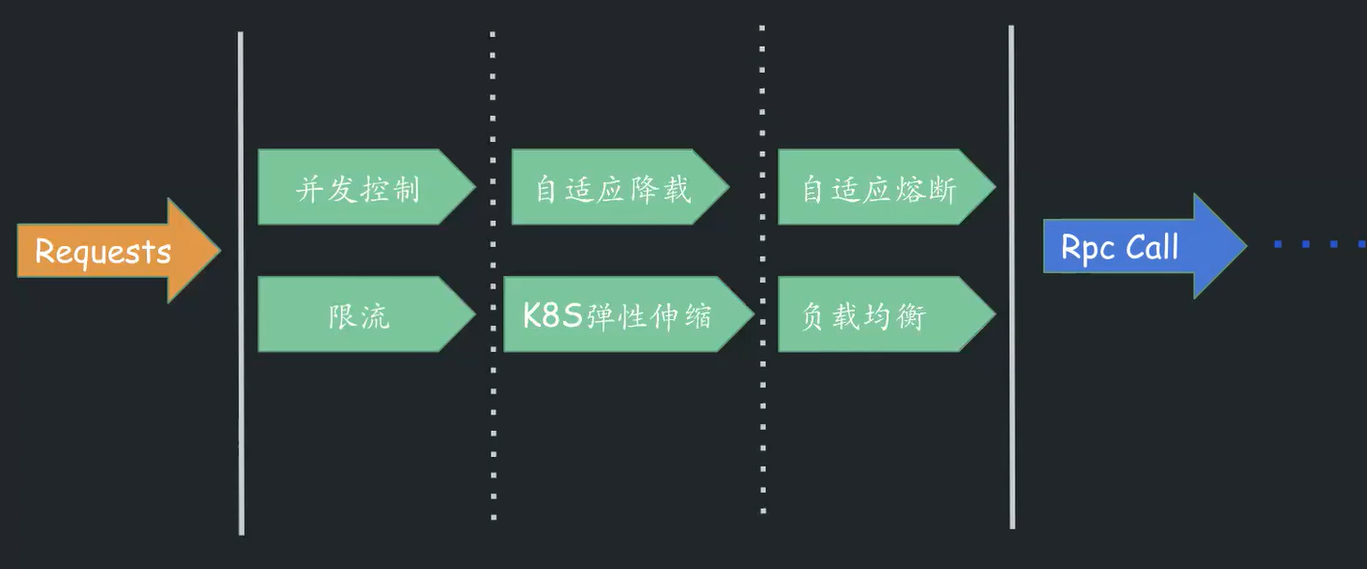 Requests
并发控制
限流
自适应降载
K8S弹性伸缩
自适应熔断
负载均衡
Rpc Call